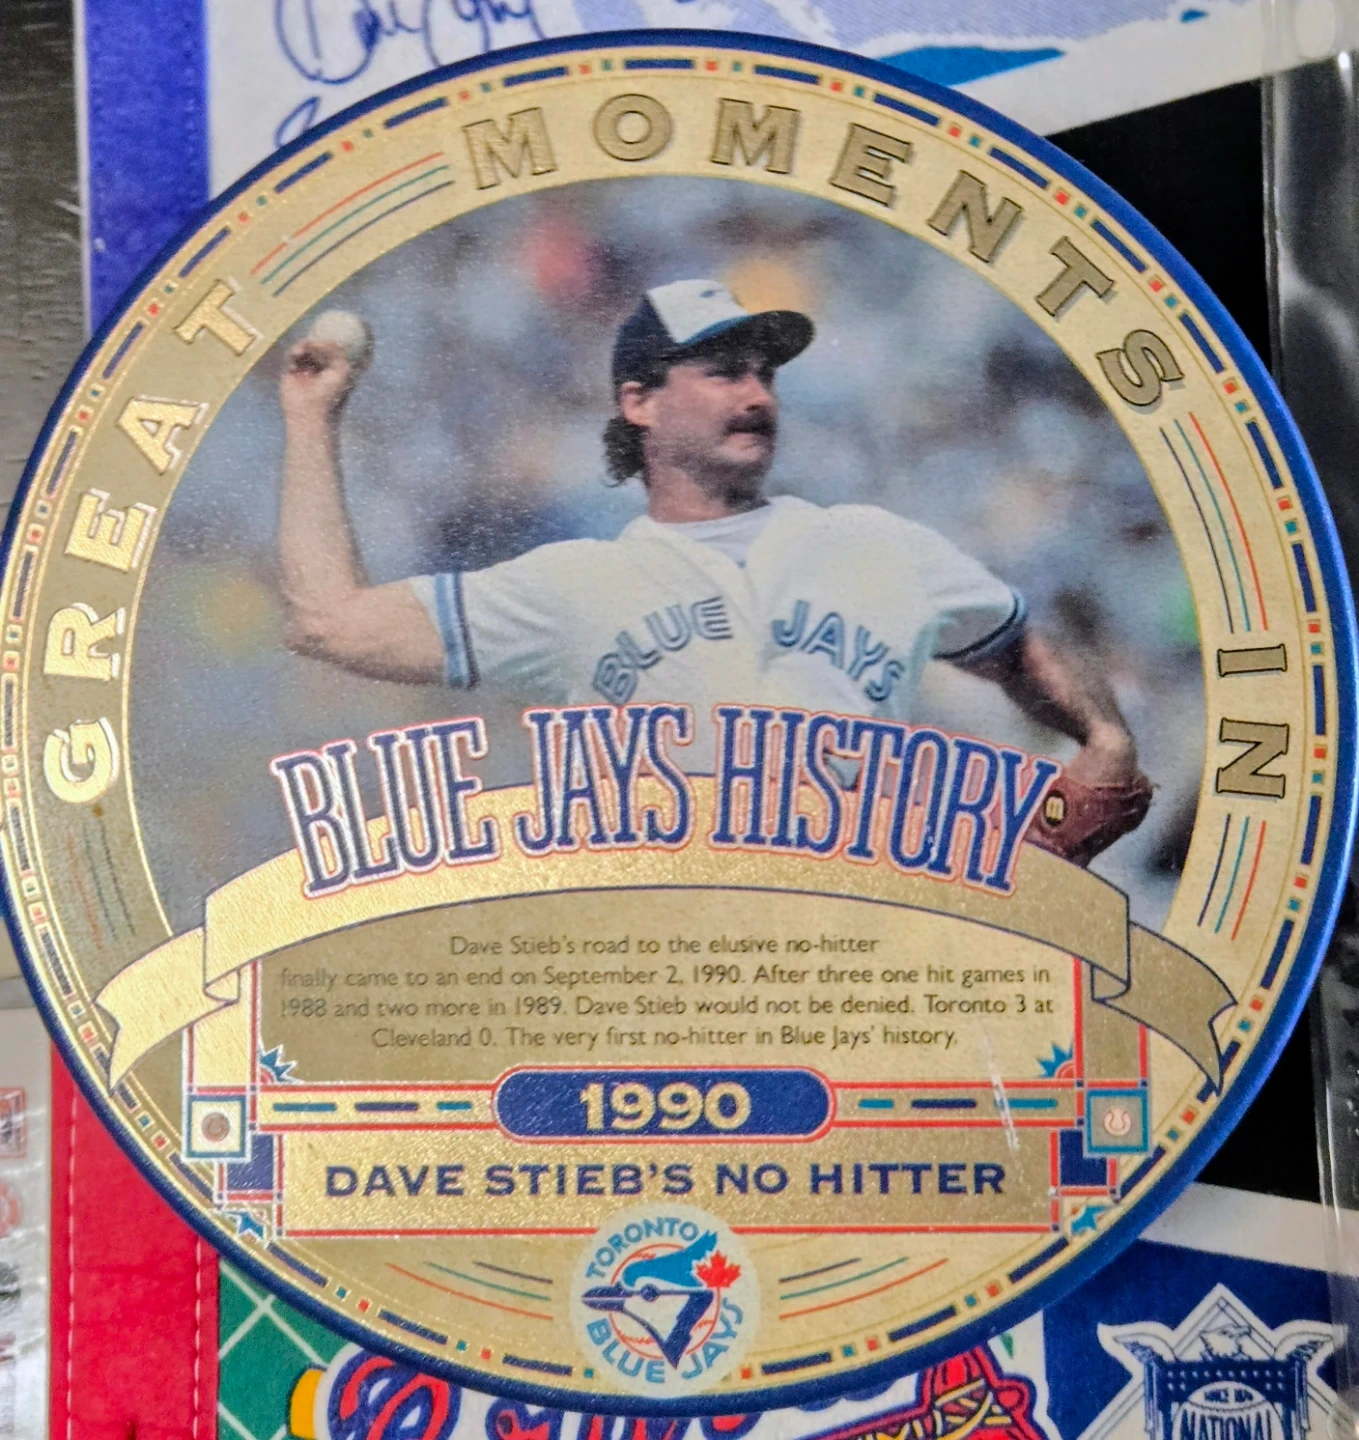 GREAT MOMENTS IN
BLUE JAYS
BLUE JAYS HISTORY
Dave Stieb's road to the elusive no-hitter
finally came to an end on September 2, 1990. After three one hit games in
1988 and two more in 1989. Dave Stieb would not be denied. Toronto 3 at
Cleveland 0. The very first no-hitter in Blue Jays' history.
1990
DAVE STIEB'S NO HITTER
TORONTO
BLUE JAYS
SINCE 1876
NATIONAL